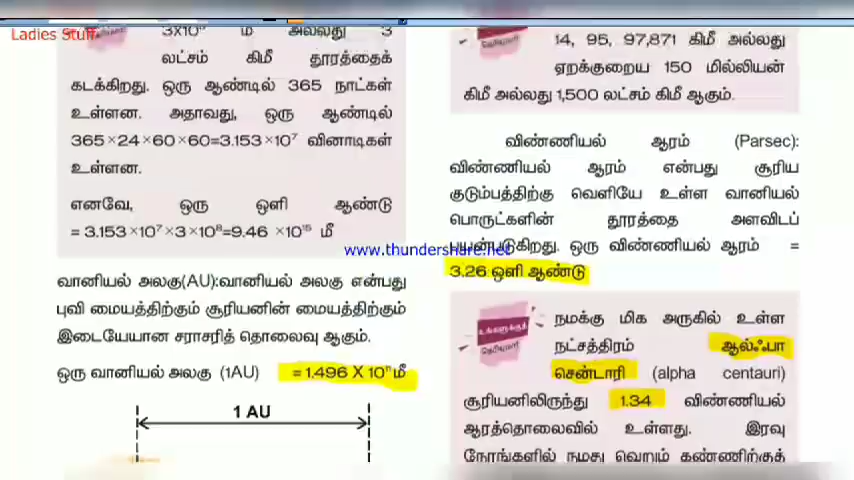 Ladies Stuff
3x10⁸ மீ அல்லது 3
லட்சம் கிமீ தூரத்தைக்
கடக்கிறது. ஒரு ஆண்டில் 365 நாட்கள்
உள்ளன. அதாவது, ஒரு ஆண்டில்
365×24×60×60=3.153×10⁷ வினாடிகள்
உள்ளன.
எனவே, ஒரு ஒளி ஆண்டு
= 3.153×10⁷×3×10⁸=9.46 ×10¹⁵ மீ
வானியல் அலகு(AU):வானியல் அலகு என்பது
புவி மையத்திற்கும் சூரியனின் மையத்திற்கும்
இடையேயான சராசரித் தொலைவு ஆகும்.
ஒரு வானியல் அலகு (1AU) = 1.496 X 10¹¹ மீ
1 AU
14, 95, 97,871 கிமீ அல்லது
ஏறக்குறைய 150 மில்லியன்
கிமீ அல்லது 1,500 லட்சம் கிமீ ஆகும்.
விண்ணியல் ஆரம் (Parsec):
விண்ணியல் ஆரம் என்பது சூரிய
குடும்பத்திற்கு வெளியே உள்ள வானியல்
பொருட்களின் தூரத்தை அளவிடப்
பயன்படுகிறது. ஒரு விண்ணியல் ஆரம் =
www.thundershare.net
3.26 ஒளி ஆண்டு
உங்களுக்குத்
தெரியுமா?
நமக்கு மிக அருகில் உள்ள
நட்சத்திரம் ஆல்ஃபா
சென்டாரி (alpha centauri)
சூரியனிலிருந்து 1.34 விண்ணியல்
ஆரத்தொலைவில் உள்ளது. இரவு
நேரங்களில் நமது வெறும் கண்ணிற்குத்